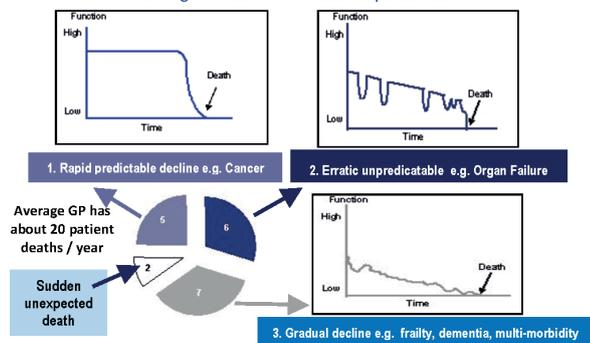 Function
High
Death
Low
Time
Function
High
Death
Low
Time
1. Rapid predictable decline e.g. Cancer
2. Erratic unpredicatable e.g. Organ Failure
Average GP has
about 20 patient
deaths / year
5
6
2
7
Sudden
unexpected
death
Function
High
Death
Low
Time
3. Gradual decline e.g. frailty, dementia, multi-morbidity